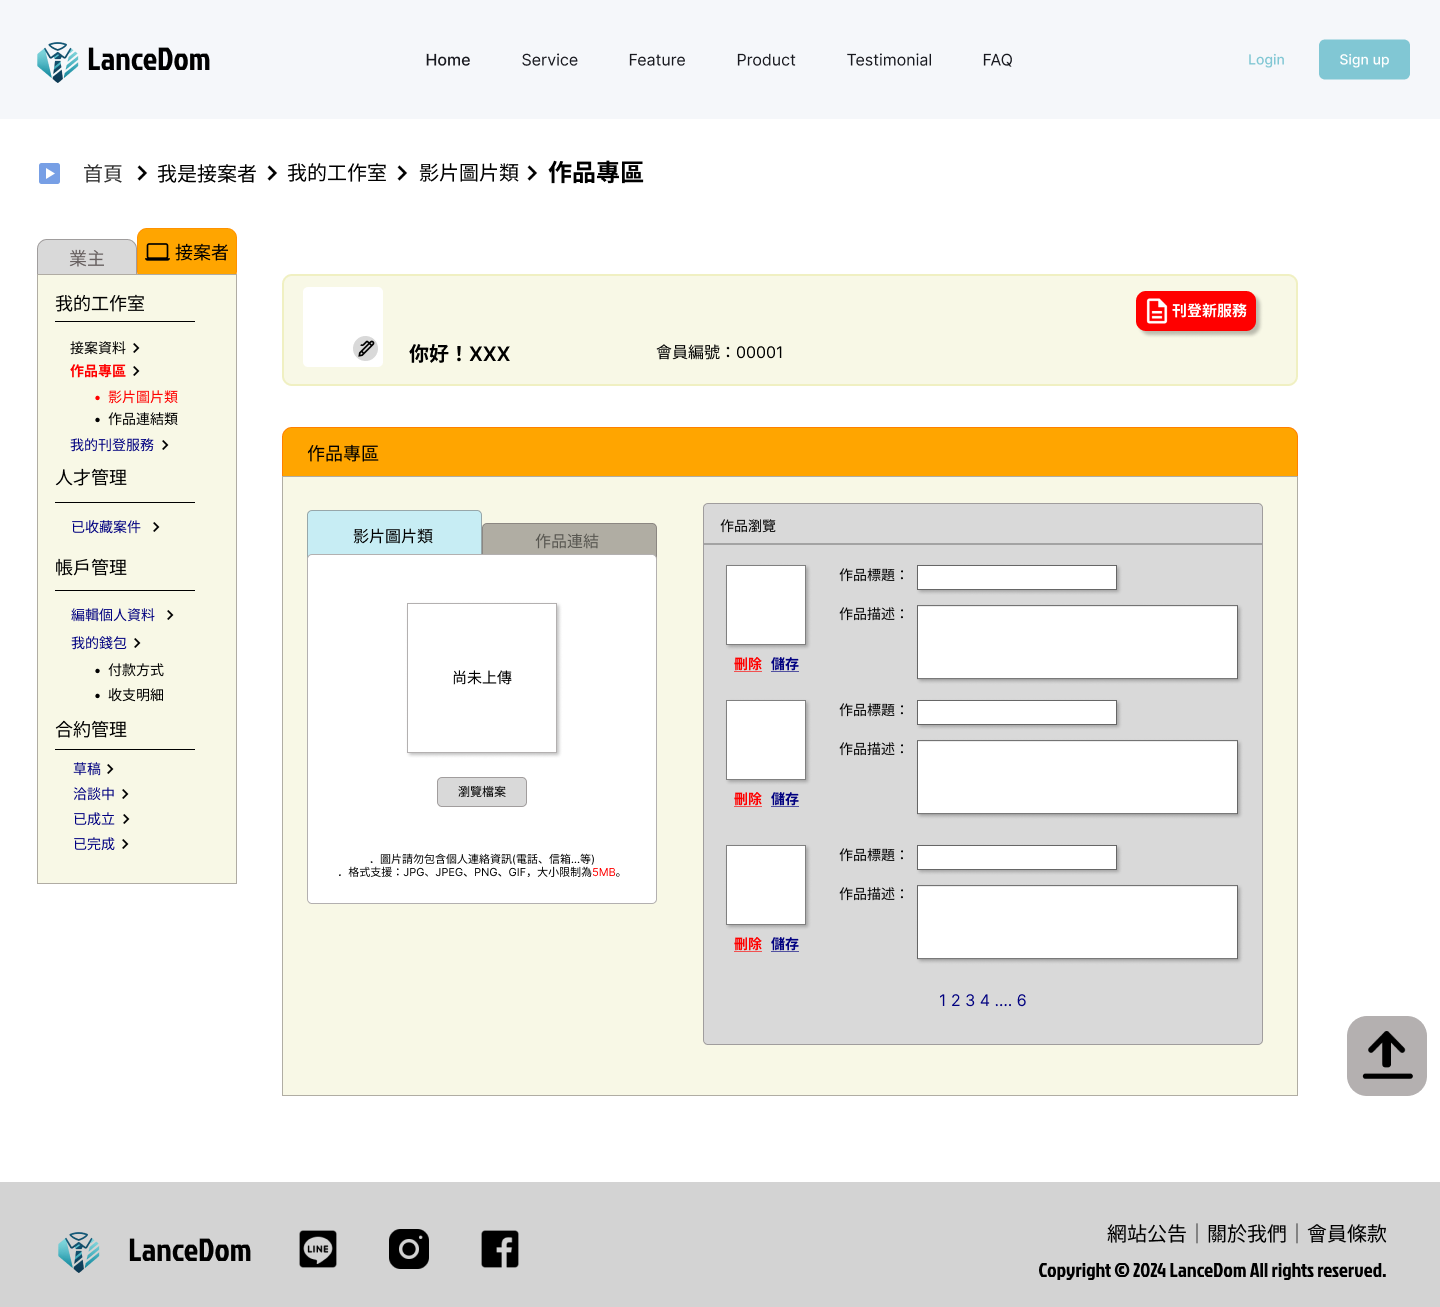 LanceDom
Home Service Feature Product Testimonial FAQ
Login Sign up
首頁 我是接案者 我的工作室 影片圖片類 作品專區
業主 接案者
我的工作室
接案資料
作品專區
• 影片圖片類
• 作品連結類
我的刊登服務
人才管理
已收藏案件
帳戶管理
編輯個人資料
我的錢包
• 付款方式
• 收支明細
合約管理
草稿
洽談中
已成立
已完成
刊登新服務
你好！XXX 會員編號：00001
作品專區
影片圖片類 作品連結
尚未上傳
瀏覽檔案
．圖片請勿包含個人連絡資訊(電話、信箱...等)
．格式支援：JPG、JPEG、PNG、GIF，大小限制為5MB。
作品瀏覽
作品標題：
作品描述：
刪除 儲存
作品標題：
作品描述：
刪除 儲存
作品標題：
作品描述：
刪除 儲存
1 2 3 4 .... 6
LanceDom
LINE
網站公告｜關於我們｜會員條款
Copyright © 2024 LanceDom All rights reserved.